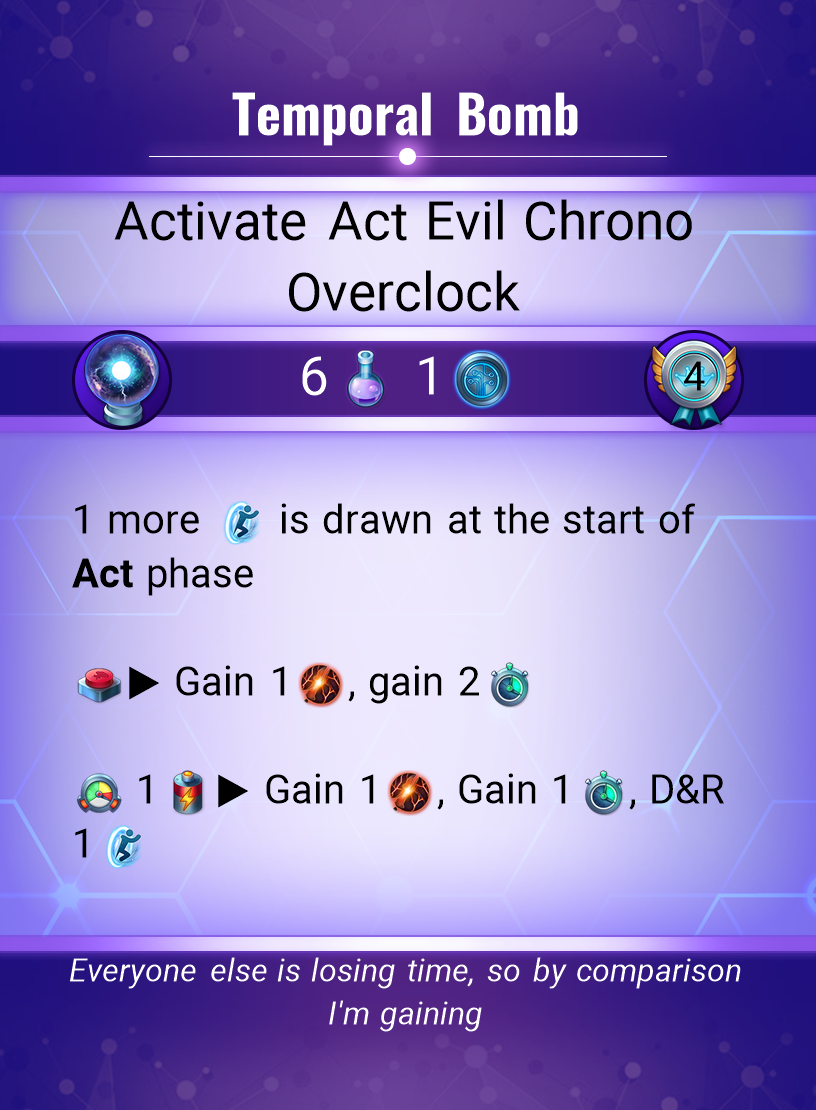 Temporal Bomb
Activate Act Evil Chrono
Overclock
6 1 4
1 more is drawn at the start of
Act phase
▶ Gain 1 , gain 2
1 ▶ Gain 1 , Gain 1 , D&R
1
Everyone else is losing time, so by comparison
I'm gaining